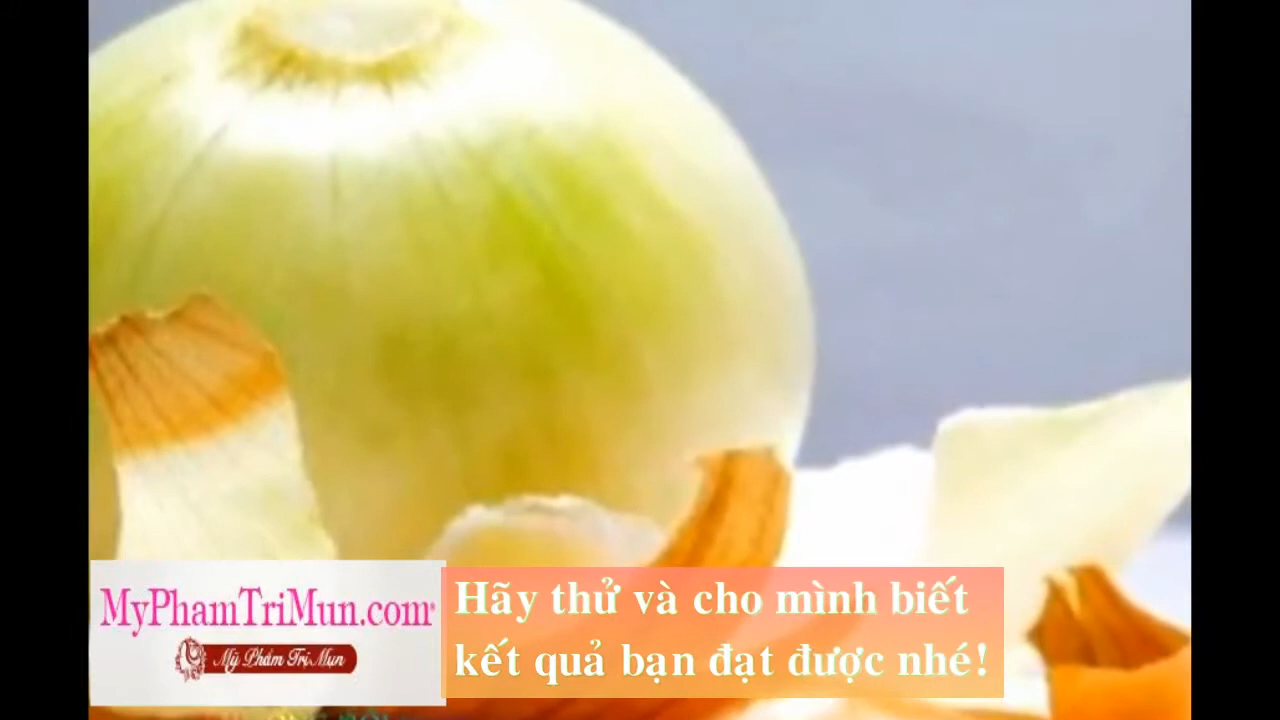 MyPhamTriMun.com
Mỹ Phẩm Trị Mụn
Hãy thử và cho mình biết
kết quả bạn đạt được nhé!